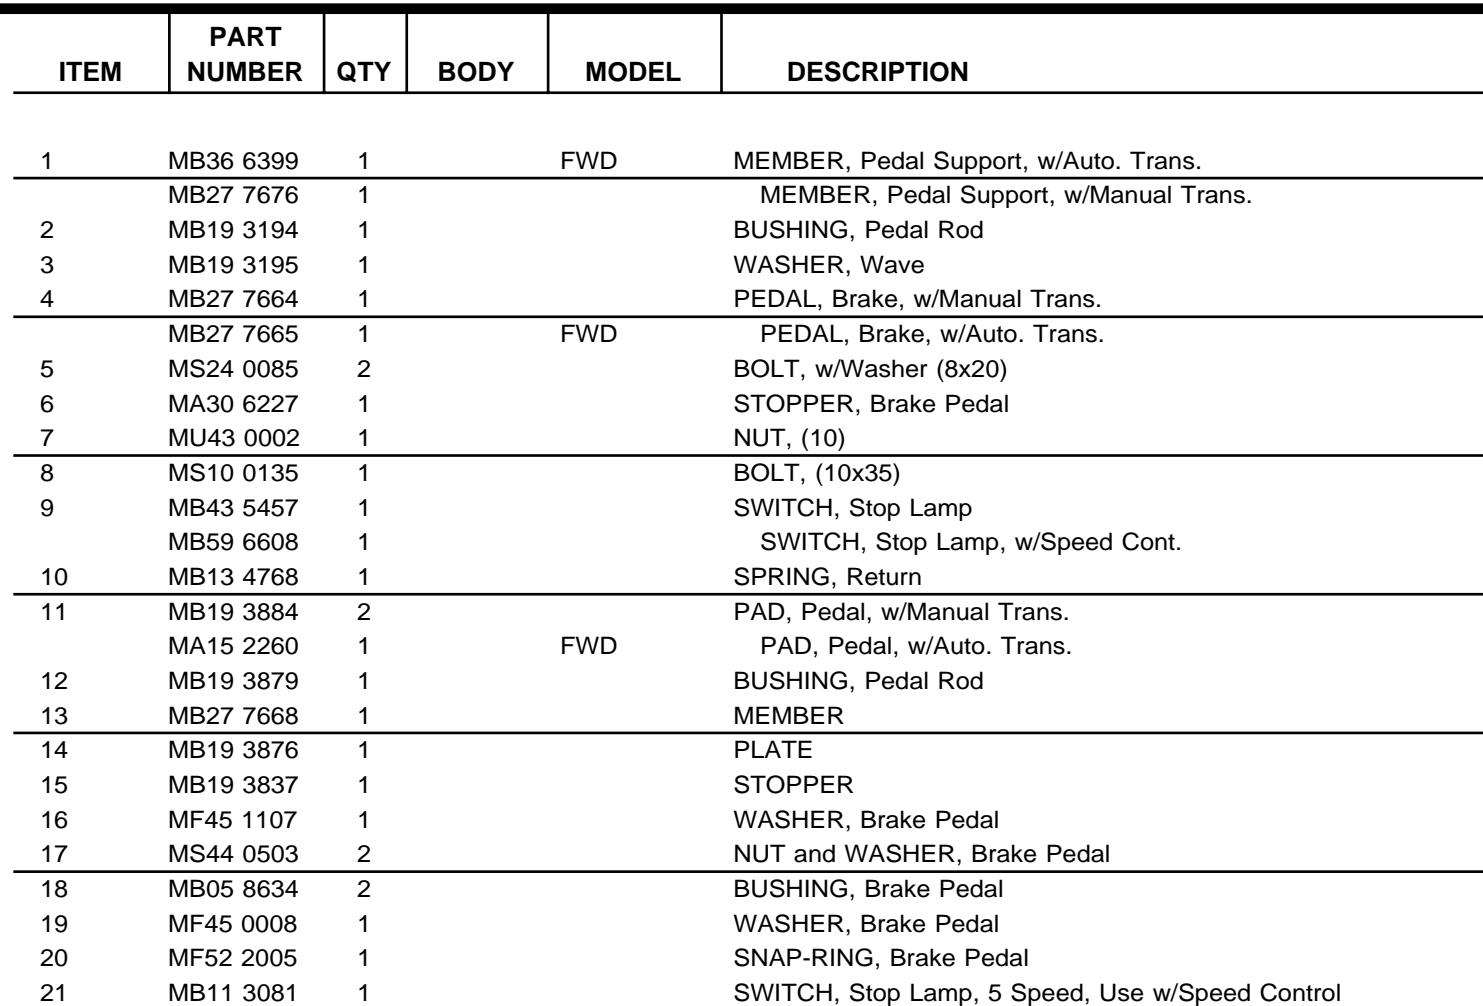 PART
ITEM NUMBER QTY BODY MODEL DESCRIPTION
1 MB36 6399 1 FWD MEMBER, Pedal Support, w/Auto. Trans.
MB27 7676 1 MEMBER, Pedal Support, w/Manual Trans.
2 MB19 3194 1 BUSHING, Pedal Rod
3 MB19 3195 1 WASHER, Wave
4 MB27 7664 1 PEDAL, Brake, w/Manual Trans.
MB27 7665 1 FWD PEDAL, Brake, w/Auto. Trans.
5 MS24 0085 2 BOLT, w/Washer (8x20)
6 MA30 6227 1 STOPPER, Brake Pedal
7 MU43 0002 1 NUT, (10)
8 MS10 0135 1 BOLT, (10x35)
9 MB43 5457 1 SWITCH, Stop Lamp
MB59 6608 1 SWITCH, Stop Lamp, w/Speed Cont.
10 MB13 4768 1 SPRING, Return
11 MB19 3884 2 PAD, Pedal, w/Manual Trans.
MA15 2260 1 FWD PAD, Pedal, w/Auto. Trans.
12 MB19 3879 1 BUSHING, Pedal Rod
13 MB27 7668 1 MEMBER
14 MB19 3876 1 PLATE
15 MB19 3837 1 STOPPER
16 MF45 1107 1 WASHER, Brake Pedal
17 MS44 0503 2 NUT and WASHER, Brake Pedal
18 MB05 8634 2 BUSHING, Brake Pedal
19 MF45 0008 1 WASHER, Brake Pedal
20 MF52 2005 1 SNAP-RING, Brake Pedal
21 MB11 3081 1 SWITCH, Stop Lamp, 5 Speed, Use w/Speed Control